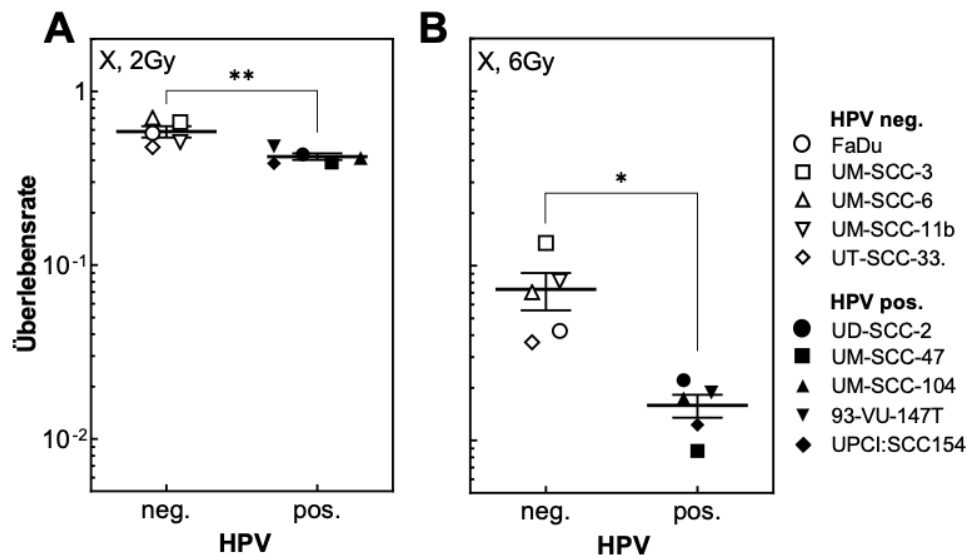 A
X, 2Gy
**
1
10⁻¹
10⁻²
Überlebensrate
neg.
pos.
HPV
B
X, 6Gy
*
neg.
pos.
HPV
HPV neg.
FaDu
UM-SCC-3
UM-SCC-6
UM-SCC-11b
UT-SCC-33.
HPV pos.
UD-SCC-2
UM-SCC-47
UM-SCC-104
93-VU-147T
UPCI:SCC154